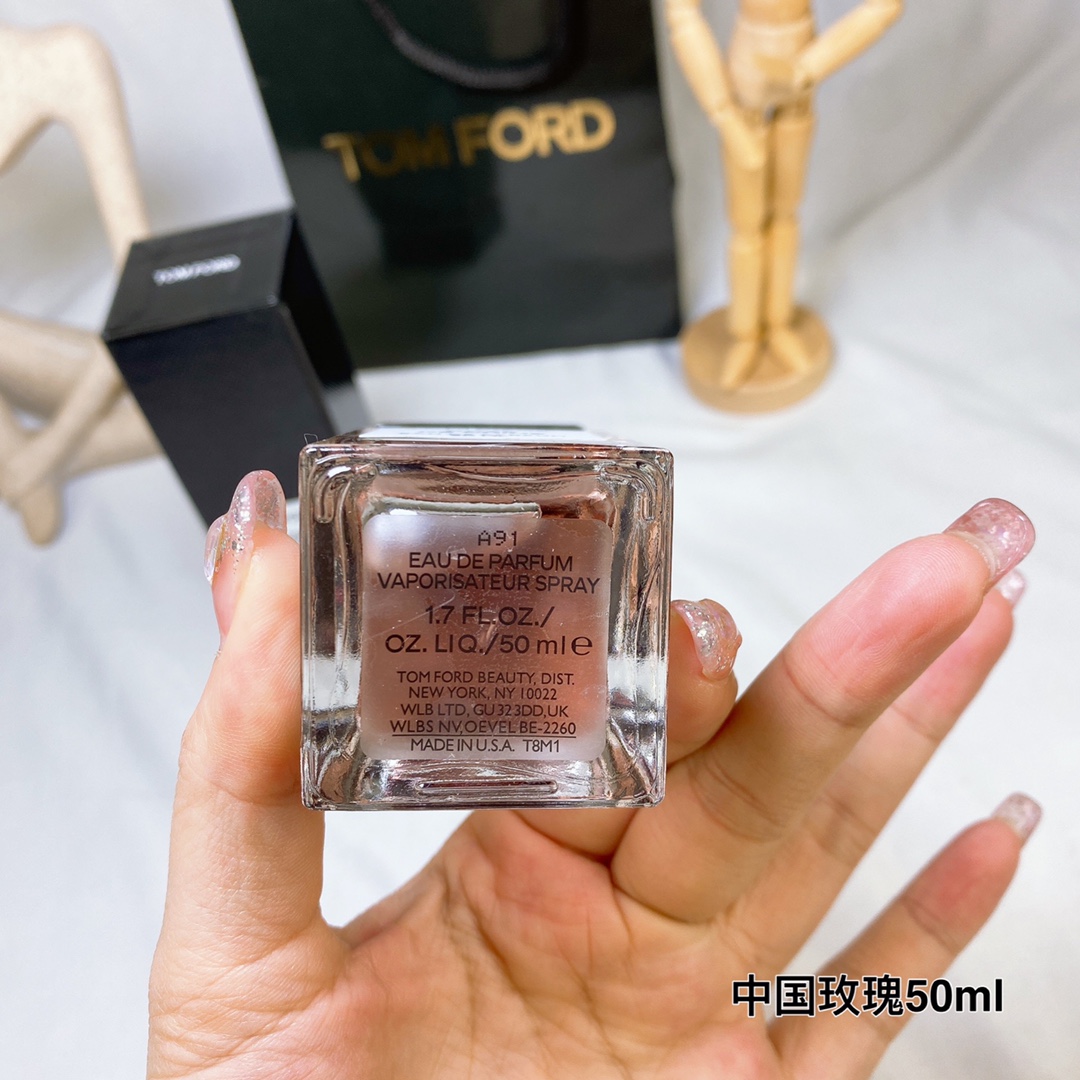 TOM FORD
TOM FORD
A91
EAU DE PARFUM
VAPORISATEUR SPRAY
1.7 FL.OZ./
OZ. LIQ./50 ml e
TOM FORD BEAUTY, DIST.
NEW YORK, NY 10022
WLB LTD, GU323DD,UK
WLBS NV,OEVEL BE-2260
MADE IN U.S.A. T8M1
中国玫瑰50ml